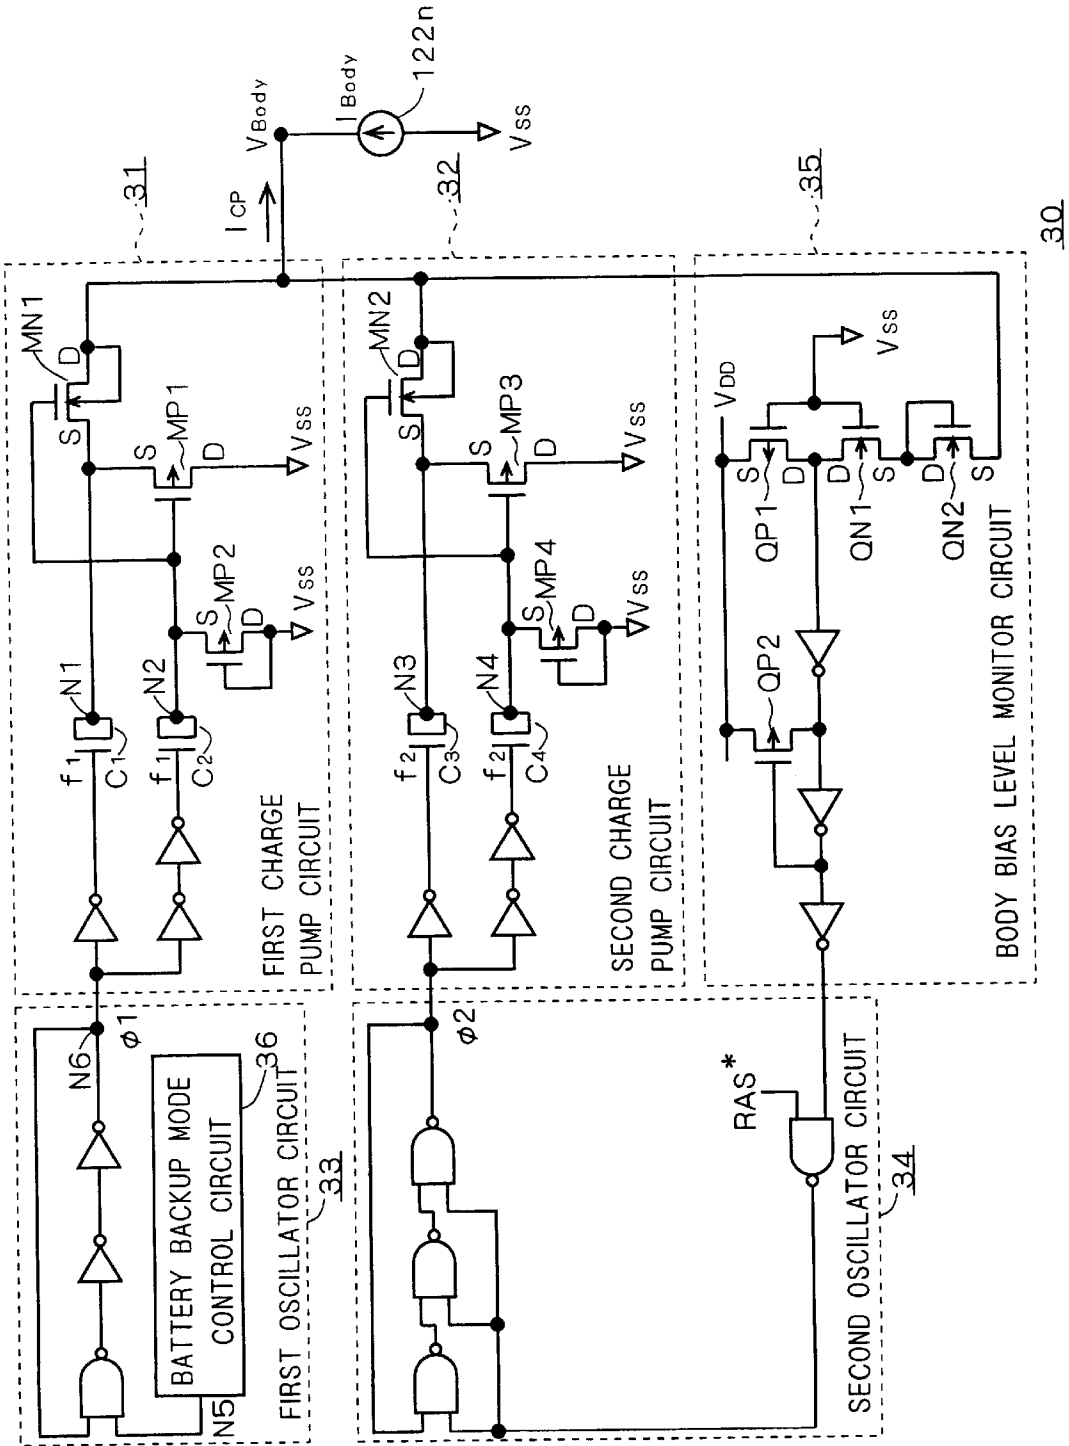 31
MN1
S
D
MP1
S
D
VSS
MP2
S
D
VSS
N1
N2
f1
C1
f1
C2
FIRST CHARGE
PUMP CIRCUIT
ICP
VBody
IBody
122n
VSS
32
MN2
S
D
MP3
S
D
VSS
MP4
S
D
VSS
N3
N4
f2
C3
f2
C4
SECOND CHARGE
PUMP CIRCUIT
35
VDD
VSS
QP1
S
D
QN1
D
S
QN2
D
S
QP2
BODY BIAS LEVEL MONITOR CIRCUIT
30
N6
φ1
BATTERY BACKUP MODE
CONTROL CIRCUIT
36
N5
FIRST OSCILLATOR CIRCUIT
33
φ2
RAS*
SECOND OSCILLATOR CIRCUIT
34